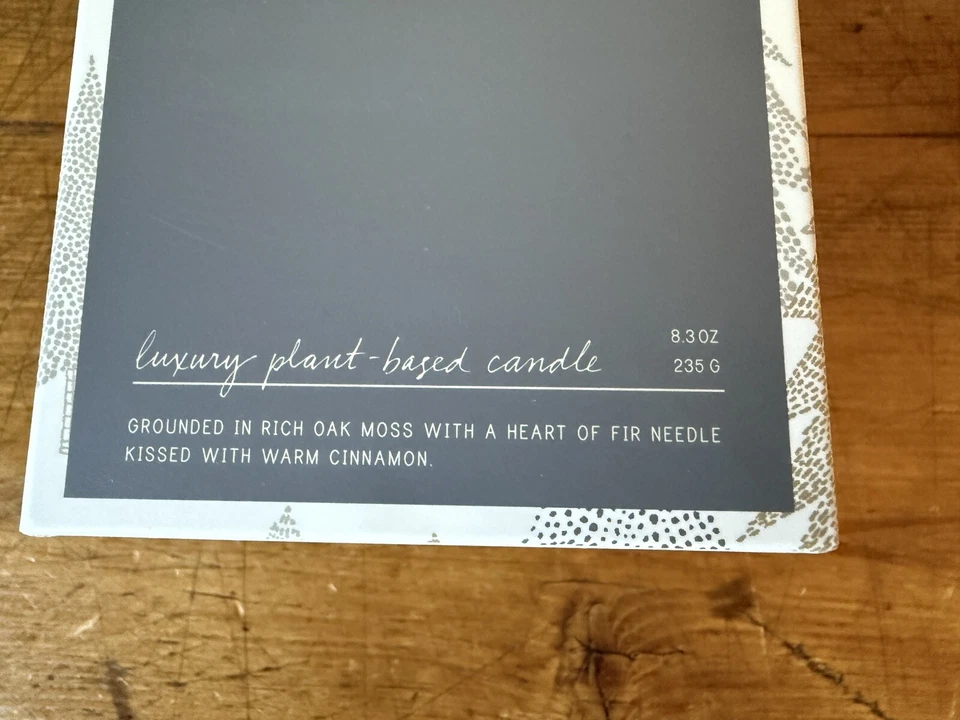 luxury plant-based candle
8.3 OZ
235 G
GROUNDED IN RICH OAK MOSS WITH A HEART OF FIR NEEDLE
KISSED WITH WARM CINNAMON.